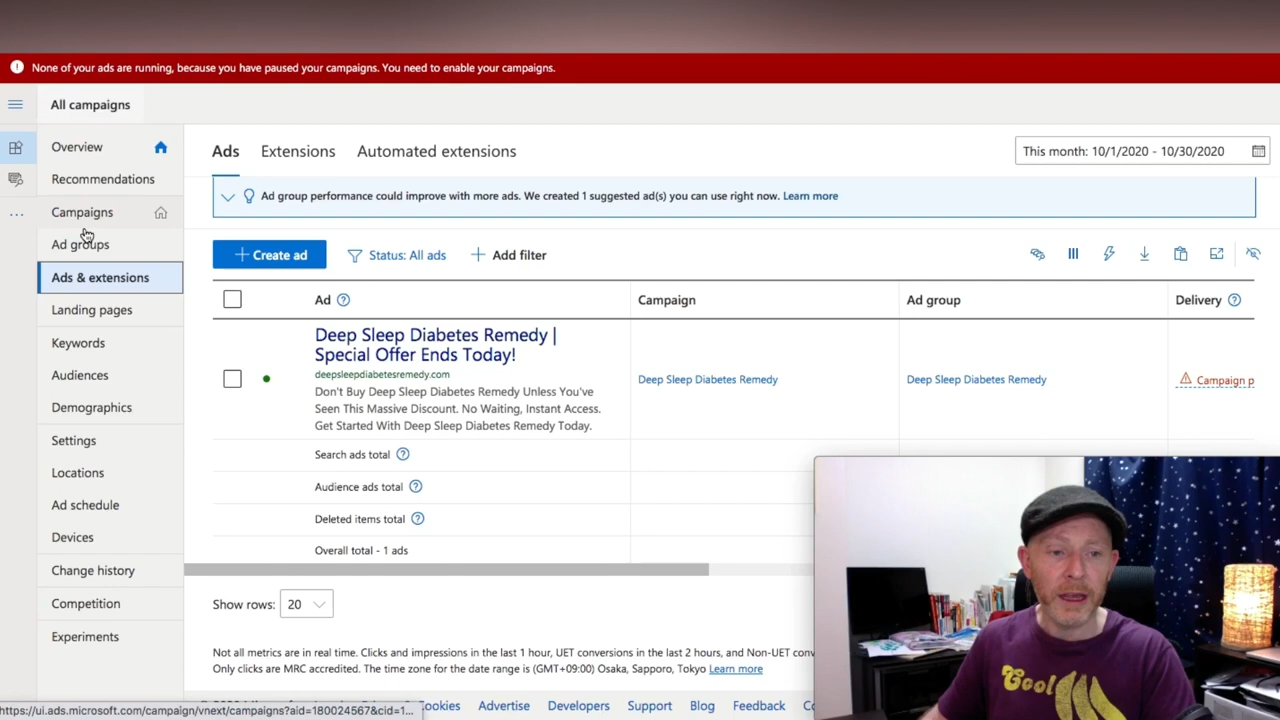 None of your ads are running, because you have paused your campaigns. You need to enable your campaigns.
All campaigns
Overview
Recommendations
Campaigns
Ad groups
Ads & extensions
Landing pages
Keywords
Audiences
Demographics
Settings
Locations
Ad schedule
Devices
Change history
Competition
Experiments
Ads Extensions Automated extensions
This month: 10/1/2020 - 10/30/2020
Ad group performance could improve with more ads. We created 1 suggested ad(s) you can use right now. Learn more
Create ad Status: All ads Add filter
Ad Campaign Ad group Delivery
Deep Sleep Diabetes Remedy |
Special Offer Ends Today!
deepsleepdiabetesremedy.com
Don't Buy Deep Sleep Diabetes Remedy Unless You've
Seen This Massive Discount. No Waiting, Instant Access.
Get Started With Deep Sleep Diabetes Remedy Today.
Deep Sleep Diabetes Remedy
Deep Sleep Diabetes Remedy
Campaign p
Search ads total
Audience ads total
Deleted items total
Overall total - 1 ads
Show rows: 20
Not all metrics are in real time. Clicks and impressions in the last 1 hour, UET conversions in the last 2 hours, and Non-UET conv
Only clicks are MRC accredited. The time zone for the date range is (GMT+09:00) Osaka, Sapporo, Tokyo Learn more
https://ui.ads.microsoft.com/campaign/vnext/campaigns?aid=180024567&cid=1...
ookies Advertise Developers Support Blog Feedback Co
Cool